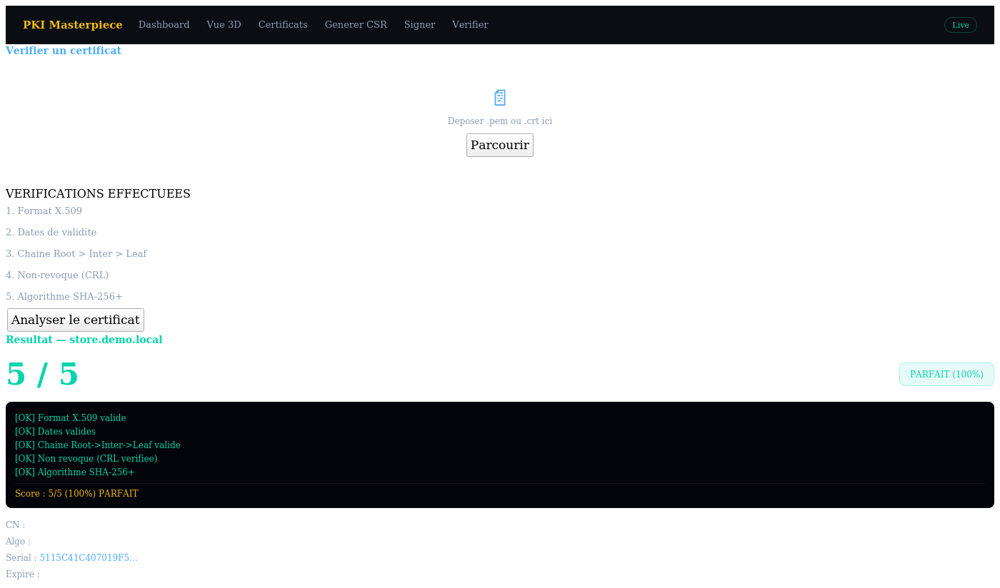 PKI Masterpiece Dashboard Vue 3D Certificats Generer CSR Signer Verifier Live
Verifier un certificat
Deposer .pem ou .crt ici
Parcourir
VERIFICATIONS EFFECTUEES
1. Format X.509
2. Dates de validite
3. Chaine Root > Inter > Leaf
4. Non-revoque (CRL)
5. Algorithme SHA-256+
Analyser le certificat
Resultat — store.demo.local
5 / 5 PARFAIT (100%)
[OK] Format X.509 valide
[OK] Dates valides
[OK] Chaine Root->Inter->Leaf valide
[OK] Non revoque (CRL verifiee)
[OK] Algorithme SHA-256+
Score : 5/5 (100%) PARFAIT
CN :
Algo :
Serial : 5115C41C407019F5...
Expire :